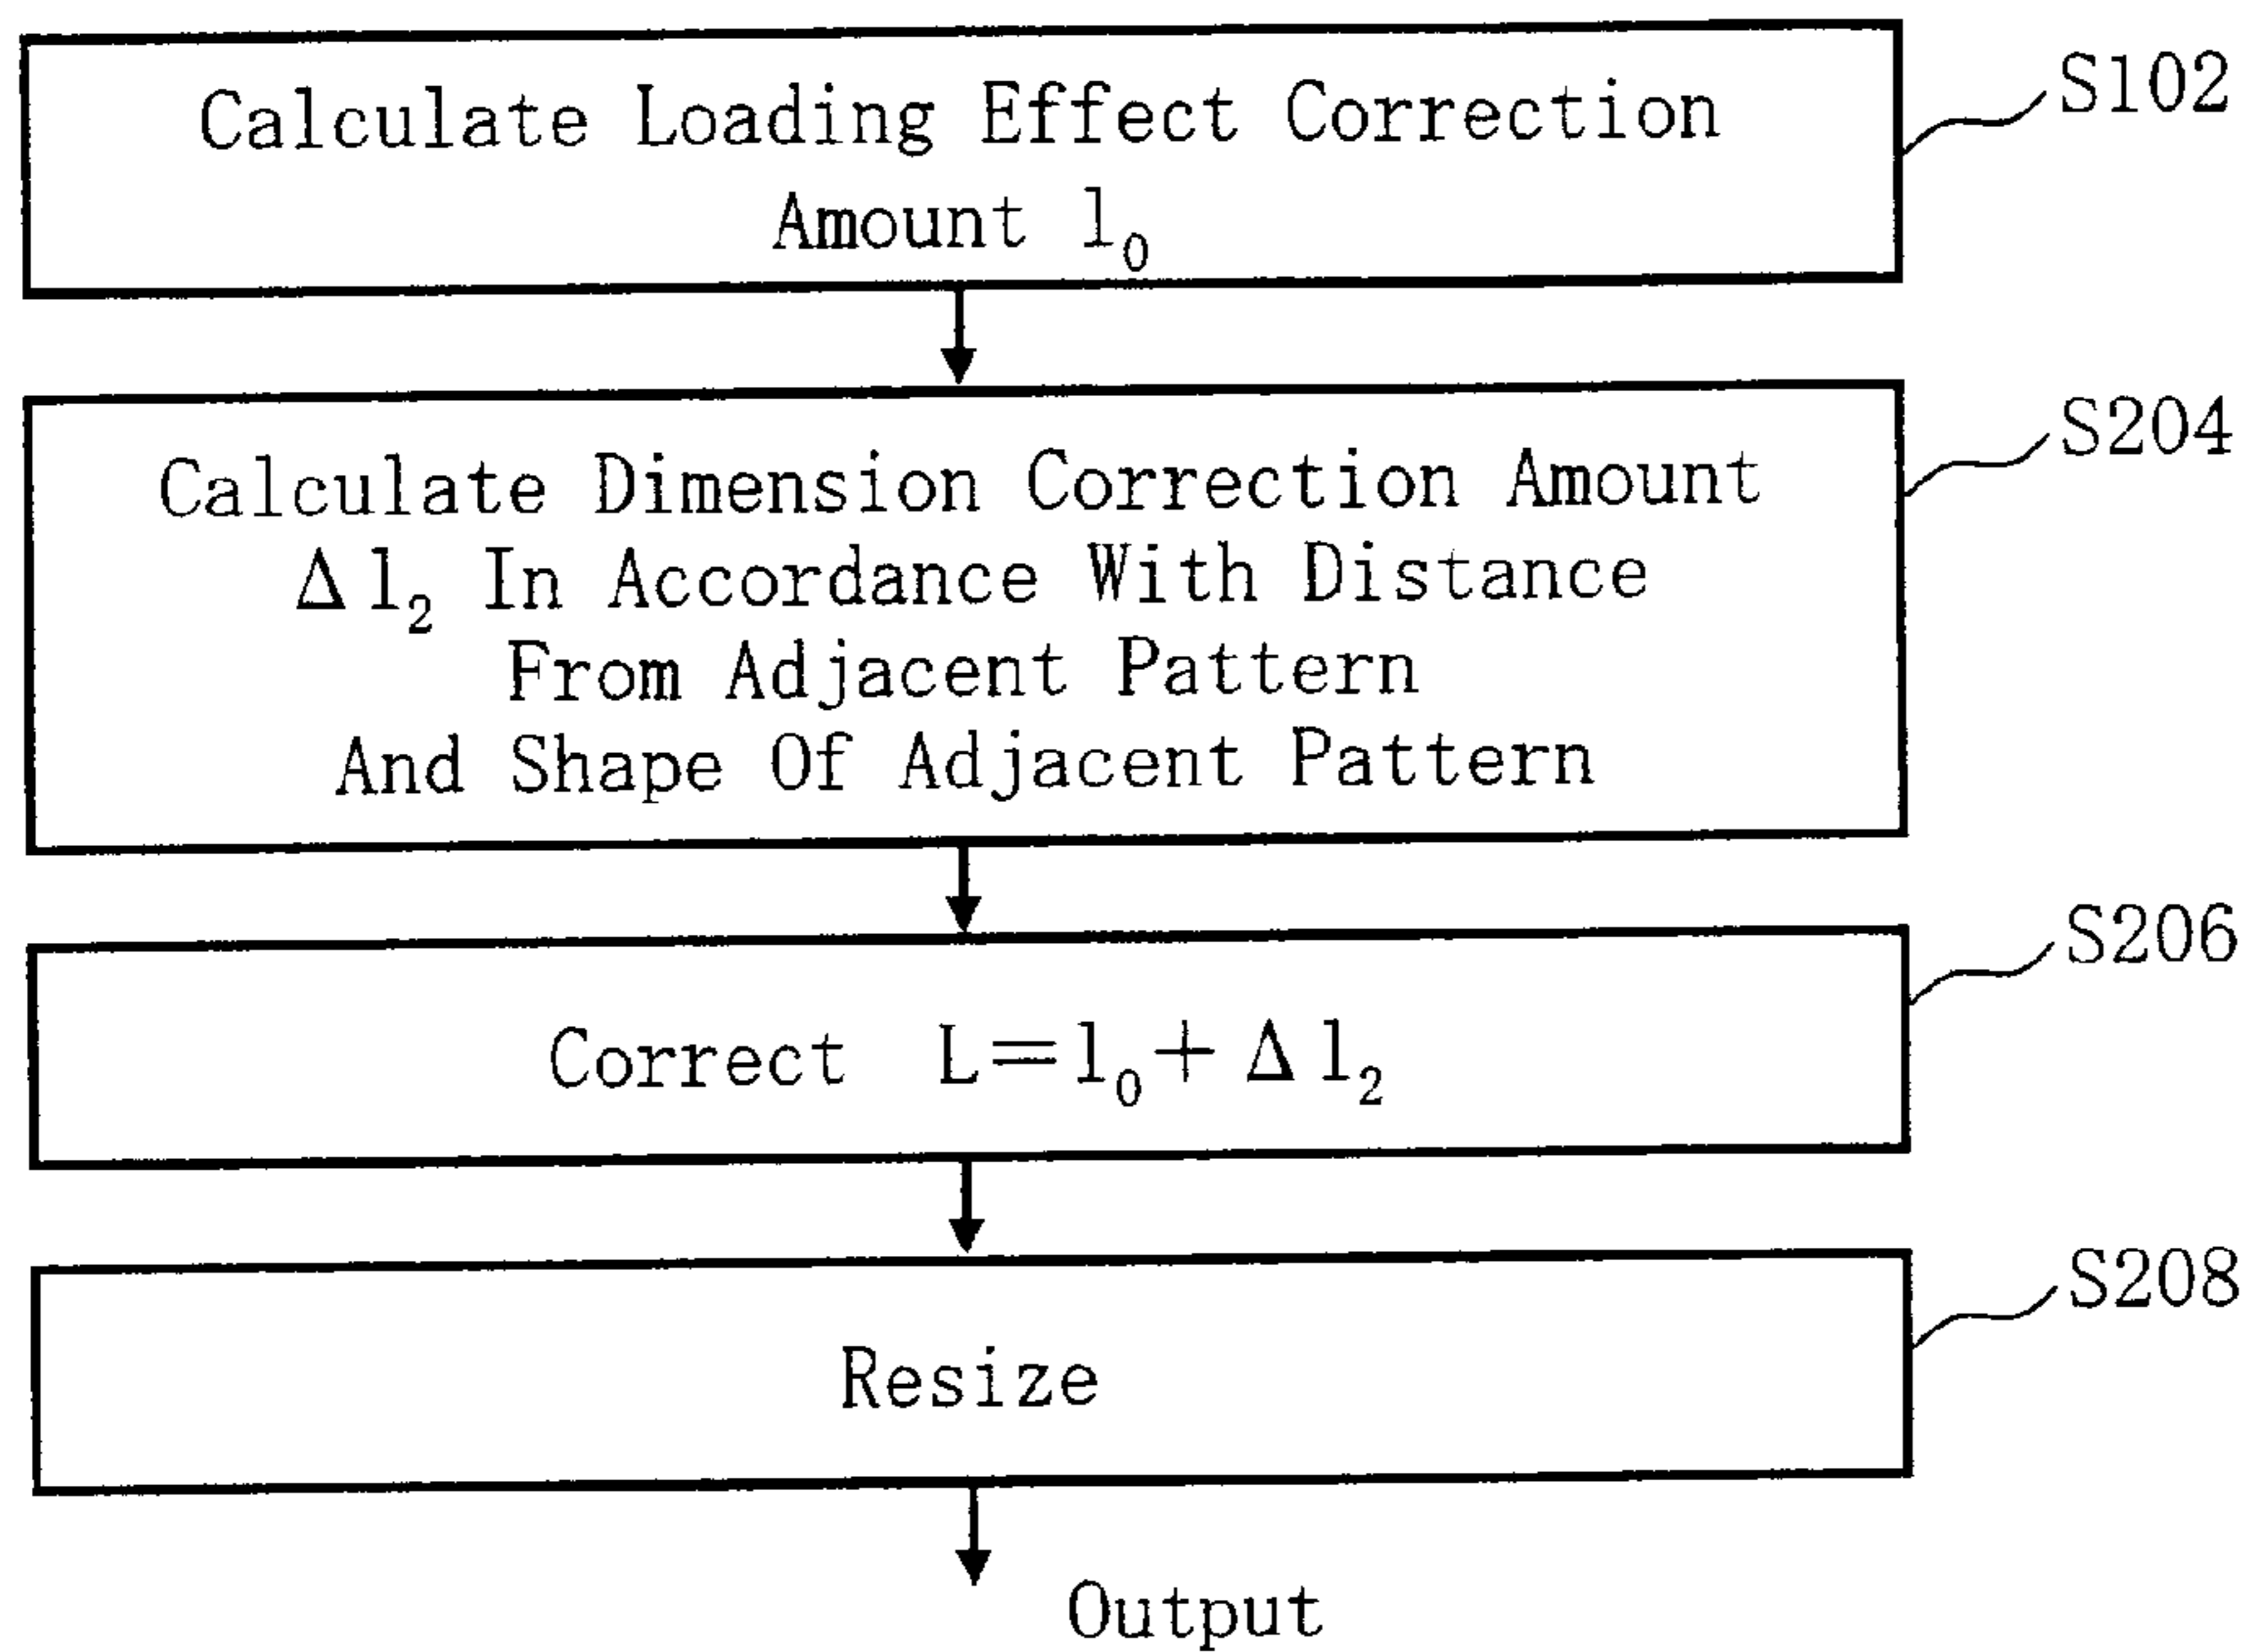 Calculate Loading Effect Correction
Amount l₀
S102
Calculate Dimension Correction Amount
Δl₂ In Accordance With Distance
From Adjacent Pattern
And Shape Of Adjacent Pattern
S204
Correct L=l₀+Δl₂
S206
Resize
S208
Output